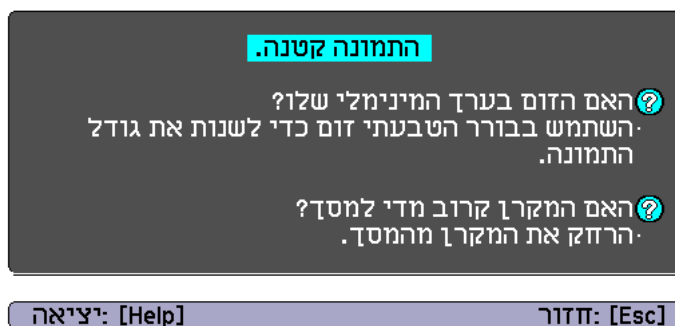 התמונה קטנה.
האם הזום בערך המינימלי שלו?
·השתמש בבורר הטבעתי זום כדי לשנות את גודל
התמונה.
האם המקרן קרוב מדי למסך?
·הרחק את המקרן מהמסך.
[Esc]: חזור [Help]: יציאה